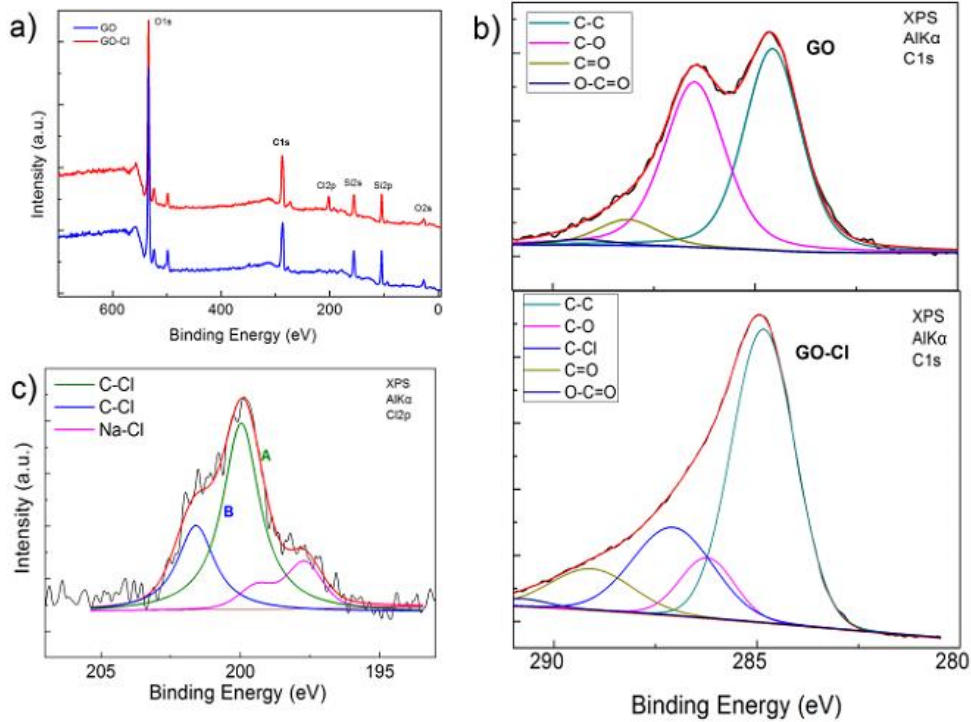 a)
GO
GO-Cl
O1s
C1s
Cl2p
Si2s
Si2p
O2s
Intensity (a.u.)
600
400
200
0
Binding Energy (eV)
b)
C-C
C-O
C=O
O-C=O
GO
XPS
AlKα
C1s
C-C
C-O
C-Cl
C=O
O-C=O
GO-Cl
XPS
AlKα
C1s
290
285
280
Binding Energy (eV)
c)
C-Cl
C-Cl
Na-Cl
XPS
AlKα
Cl2p
A
B
Intensity (a.u.)
205
200
195
Binding Energy (eV)